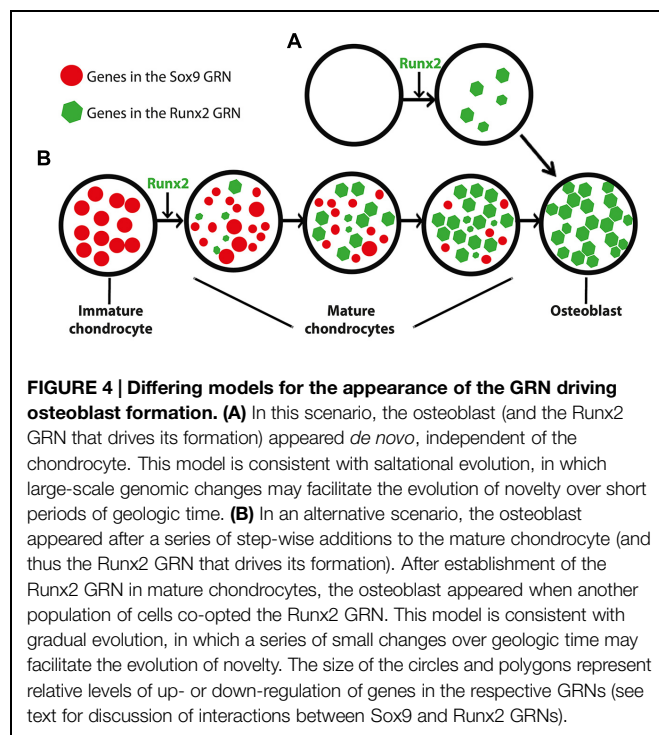 A
Runx2
Genes in the Sox9 GRN
Genes in the Runx2 GRN
B
Runx2
Immature
chondrocyte
Mature
chondrocytes
Osteoblast
FIGURE 4 | Differing models for the appearance of the GRN driving
osteoblast formation. (A) In this scenario, the osteoblast (and the Runx2
GRN that drives its formation) appeared de novo, independent of the
chondrocyte. This model is consistent with saltational evolution, in which
large-scale genomic changes may facilitate the evolution of novelty over short
periods of geologic time. (B) In an alternative scenario, the osteoblast
appeared after a series of step-wise additions to the mature chondrocyte (and
thus the Runx2 GRN that drives its formation). After establishment of the
Runx2 GRN in mature chondrocytes, the osteoblast appeared when another
population of cells co-opted the Runx2 GRN. This model is consistent with
gradual evolution, in which a series of small changes over geologic time may
facilitate the evolution of novelty. The size of the circles and polygons represent
relative levels of up- or down-regulation of genes in the respective GRNs (see
text for discussion of interactions between Sox9 and Runx2 GRNs).